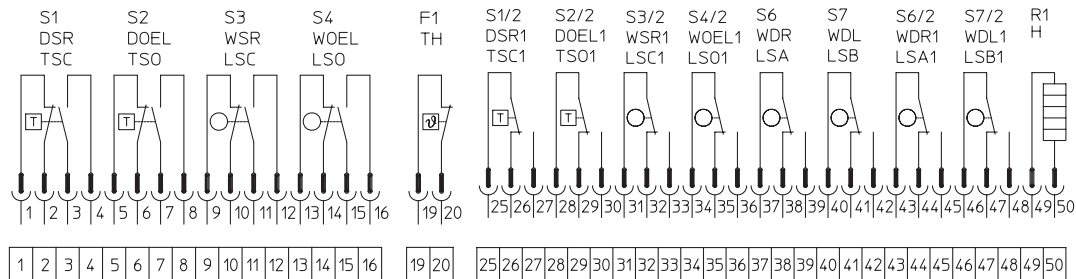 S1 S2 S3 S4 F1 S1/2 S2/2 S3/2 S4/2 S6 S7 S6/2 S7/2 R1
DSR DOEL WSR WOEL TH DSR1 DOEL1 WSR1 WOEL1 WDR WDL WDR1 WDL1 H
TSC TSO LSC LSO TSC1 TSO1 LSC1 LSO1 LSA LSB LSA1 LSB1
T T ϑ T T
1 2 3 4 5 6 7 8 9 10 11 12 13 14 15 16 19 20 25 26 27 28 29 30 31 32 33 34 35 36 37 38 39 40 41 42 43 44 45 46 47 48 49 50
1 2 3 4 5 6 7 8 9 10 11 12 13 14 15 16 19 20 25 26 27 28 29 30 31 32 33 34 35 36 37 38 39 40 41 42 43 44 45 46 47 48 49 50